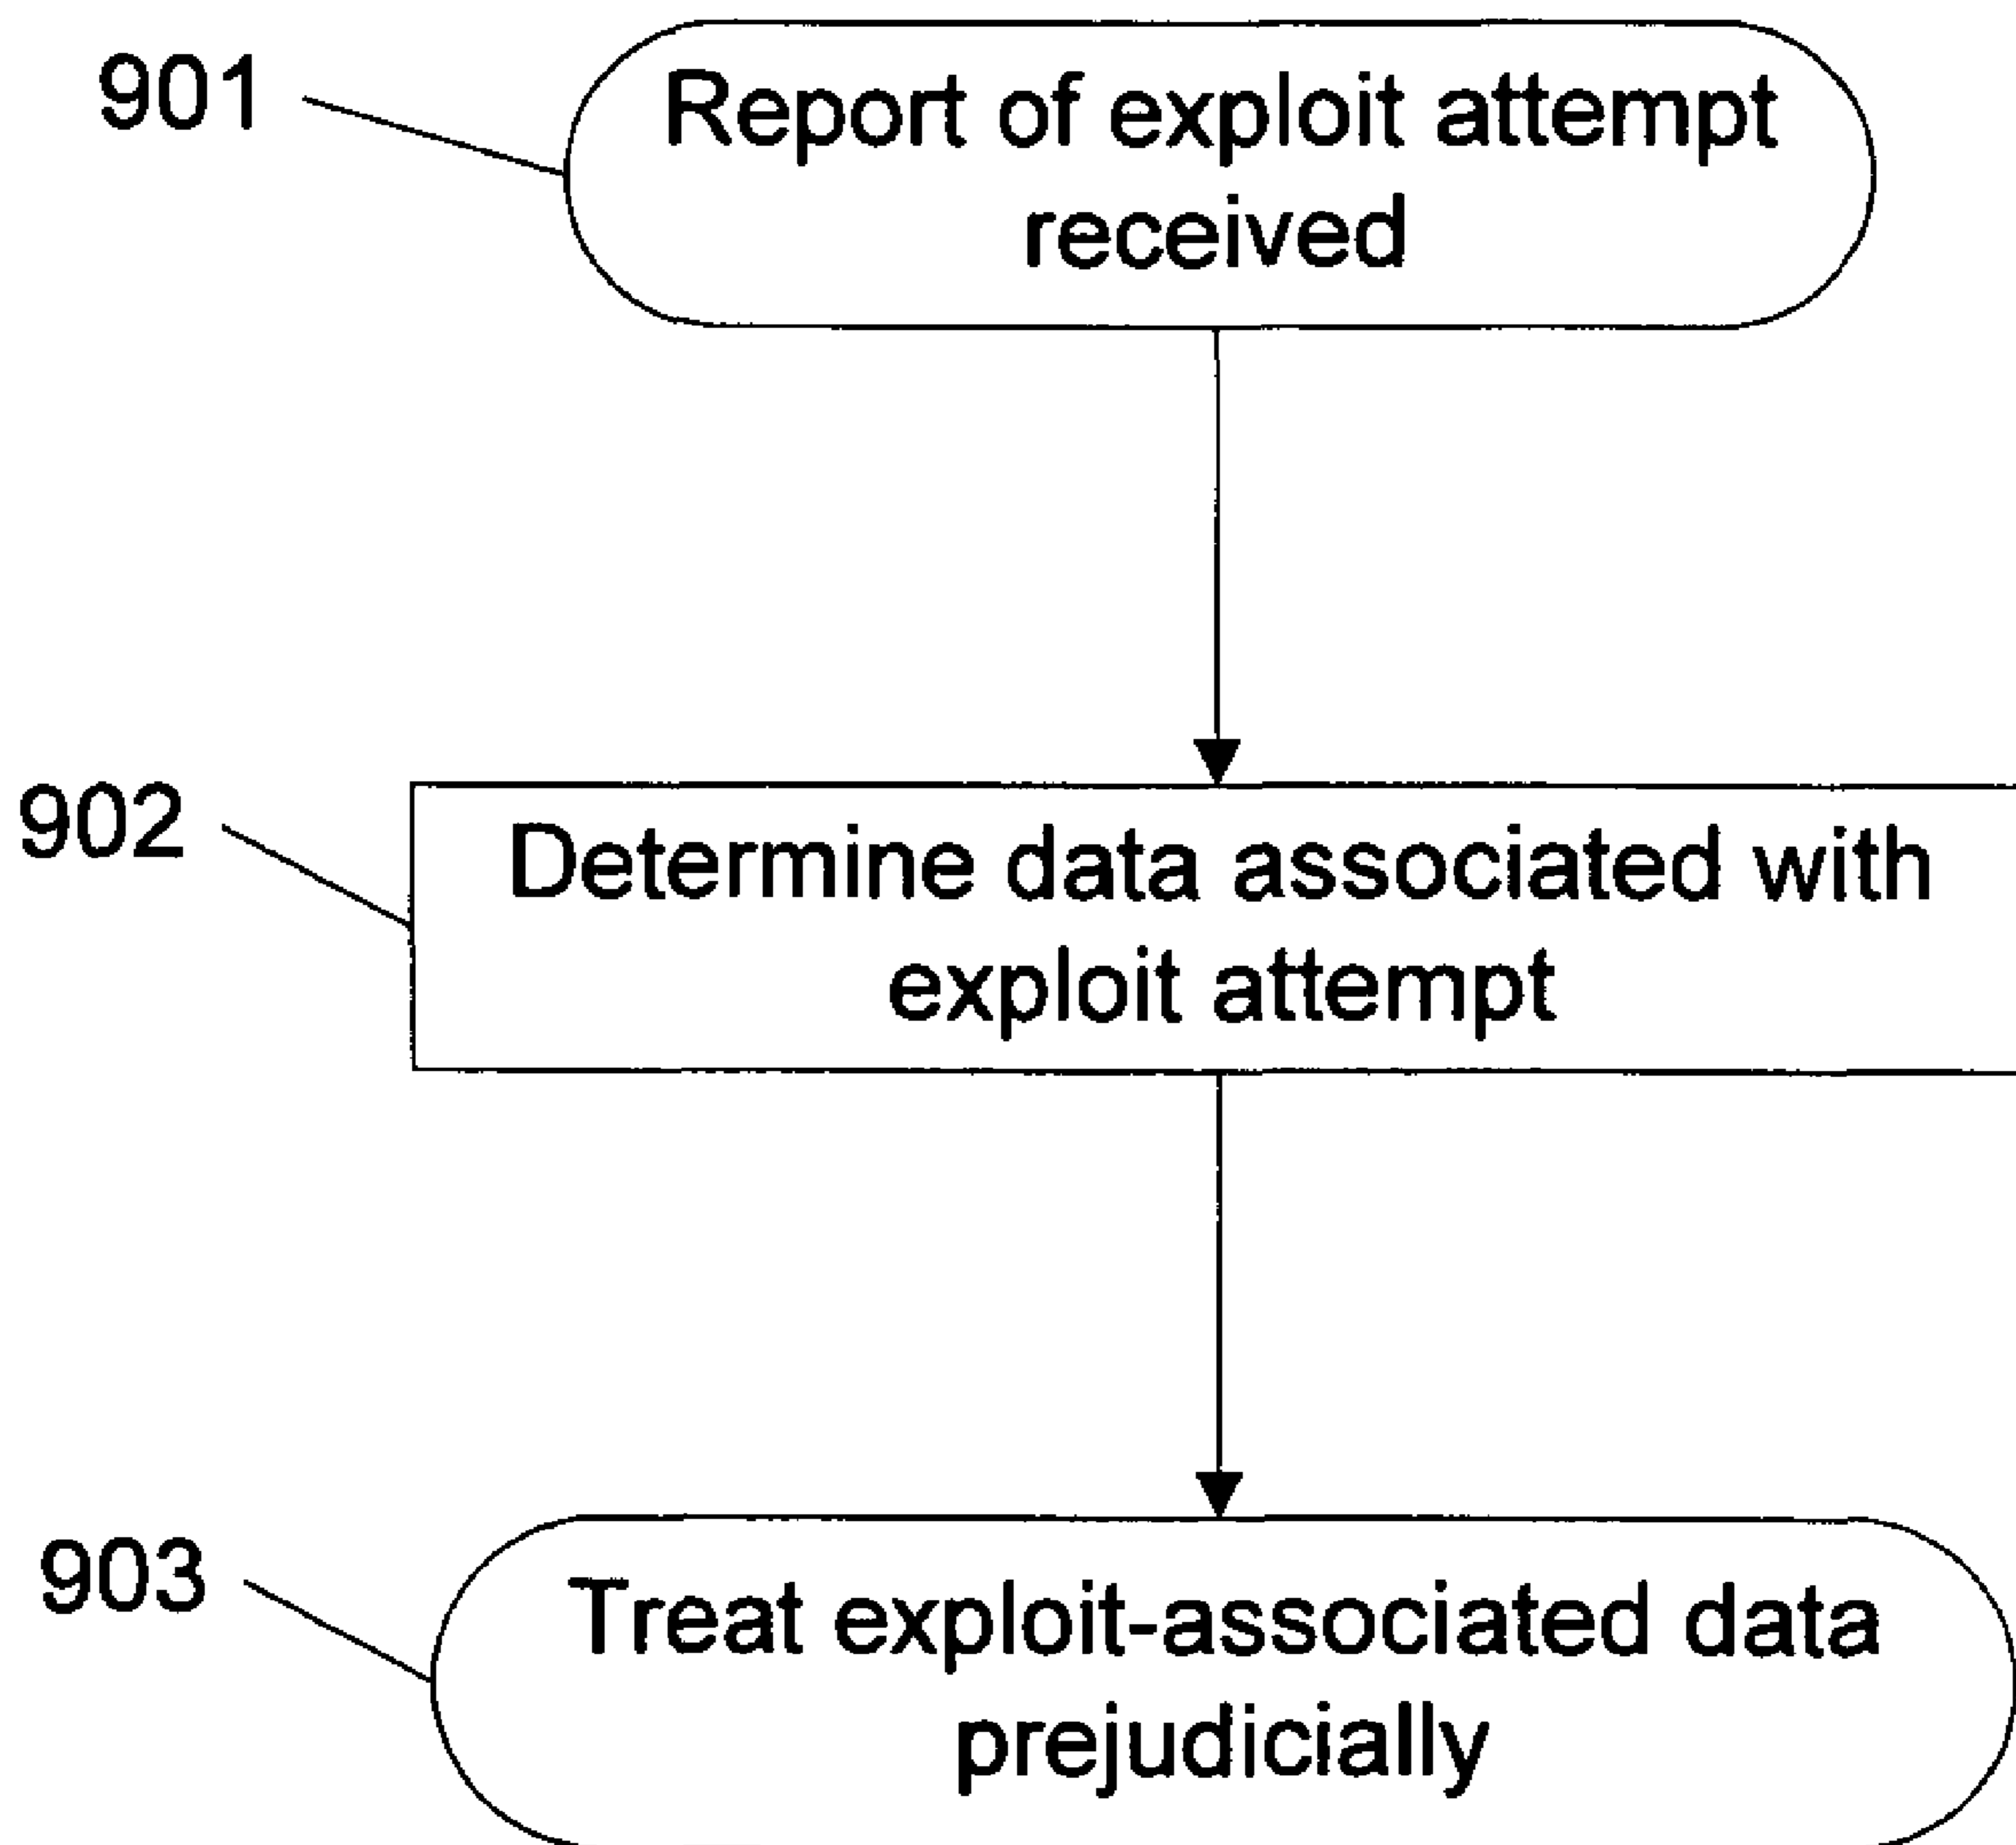 901
Report of exploit attempt
received
902
Determine data associated with
exploit attempt
903
Treat exploit-associated data
prejudicially